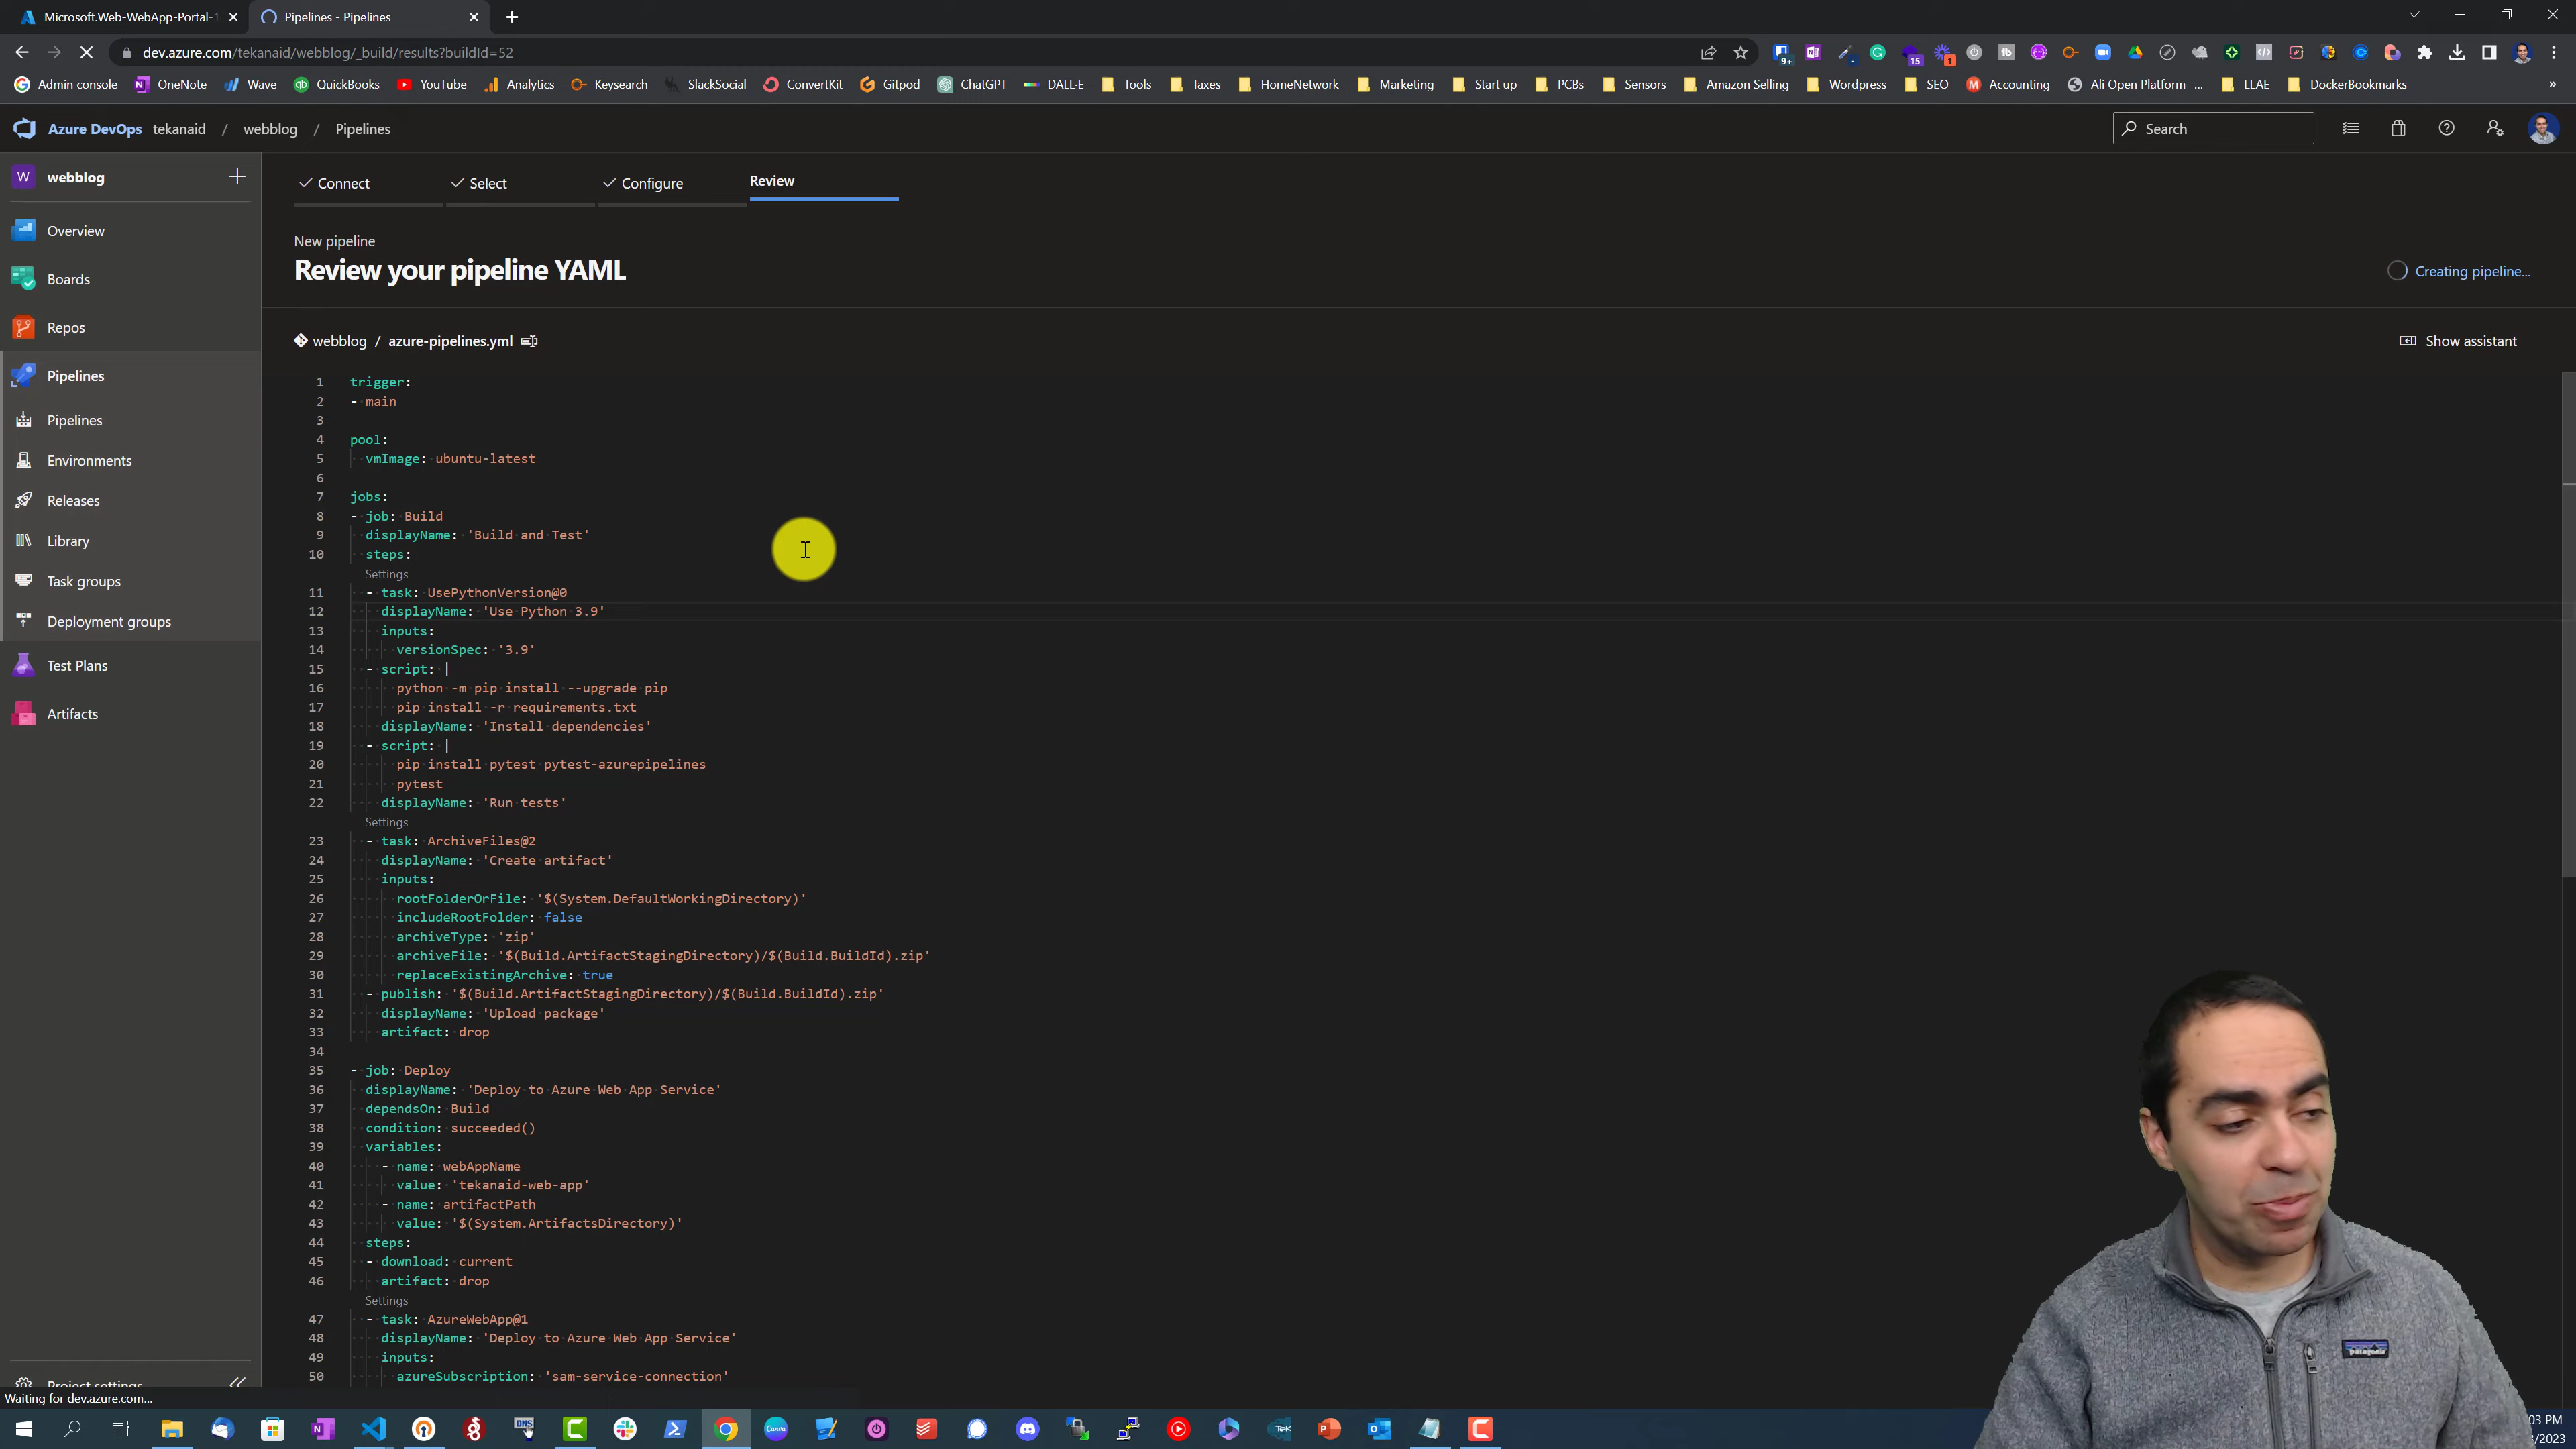 Microsoft.Web-WebApp-Portal-1
Pipelines - Pipelines
dev.azure.com/tekanaid/webblog/_build/results?buildId=52
9+
15
1
Admin console
OneNote
Wave
QuickBooks
YouTube
Analytics
Keysearch
SlackSocial
ConvertKit
Gitpod
ChatGPT
DALL·E
Tools
Taxes
HomeNetwork
Marketing
Start up
PCBs
Sensors
Amazon Selling
Wordpress
SEO
Accounting
Ali Open Platform -...
LLAE
DockerBookmarks
»
Azure DevOps tekanaid / webblog / Pipelines
Search
W webblog
Overview
Boards
Repos
Pipelines
Pipelines
Environments
Releases
Library
Task groups
Deployment groups
Test Plans
Artifacts
Project settings
Connect
Select
Configure
Review
New pipeline
Review your pipeline YAML
Creating pipeline...
webblog / azure-pipelines.yml
Show assistant
1 trigger:
2 - main
3
4 pool:
5 vmImage: ubuntu-latest
6
7 jobs:
8 - job: Build
9 displayName: 'Build and Test'
10 steps:
Settings
11 - task: UsePythonVersion@0
12 displayName: 'Use Python 3.9'
13 inputs:
14 versionSpec: '3.9'
15 - script: |
16 python -m pip install --upgrade pip
17 pip install -r requirements.txt
18 displayName: 'Install dependencies'
19 - script: |
20 pip install pytest pytest-azurepipelines
21 pytest
22 displayName: 'Run tests'
Settings
23 - task: ArchiveFiles@2
24 displayName: 'Create artifact'
25 inputs:
26 rootFolderOrFile: '$(System.DefaultWorkingDirectory)'
27 includeRootFolder: false
28 archiveType: 'zip'
29 archiveFile: '$(Build.ArtifactStagingDirectory)/$(Build.BuildId).zip'
30 replaceExistingArchive: true
31 - publish: '$(Build.ArtifactStagingDirectory)/$(Build.BuildId).zip'
32 displayName: 'Upload package'
33 artifact: drop
34
35 - job: Deploy
36 displayName: 'Deploy to Azure Web App Service'
37 dependsOn: Build
38 condition: succeeded()
39 variables:
40 - name: webAppName
41 value: 'tekanaid-web-app'
42 - name: artifactPath
43 value: '$(System.ArtifactsDirectory)'
44 steps:
45 - download: current
46 artifact: drop
Settings
47 - task: AzureWebApp@1
48 displayName: 'Deploy to Azure Web App Service'
49 inputs:
50 azureSubscription: 'sam-service-connection'
Waiting for dev.azure.com...
patagonia
DNS
Canva
TeK
:03 PM
/2023